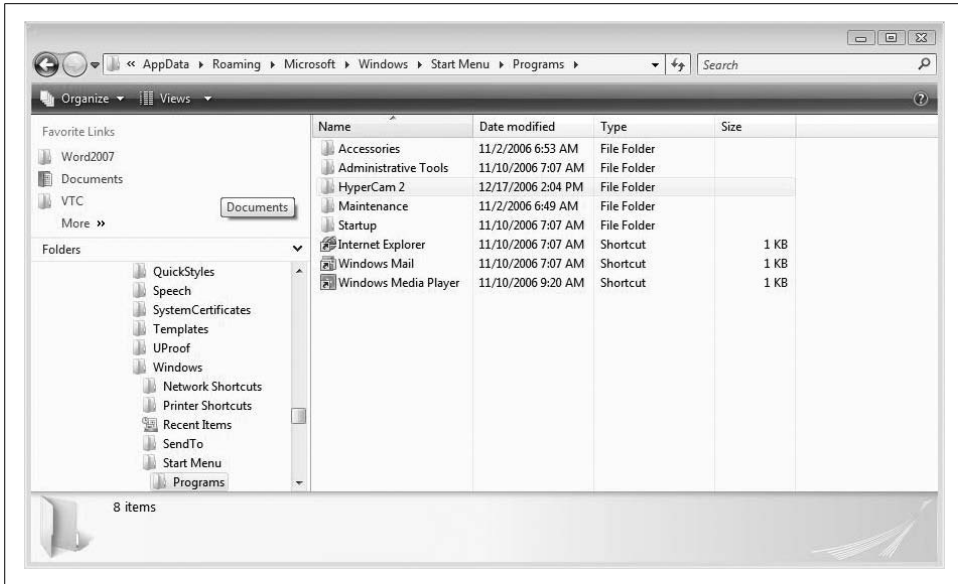 « AppData ▸ Roaming ▸ Microsoft ▸ Windows ▸ Start Menu ▸ Programs ▸
Search
Organize Views
Favorite Links
Word2007
Documents
VTC
Documents
More »
Folders
QuickStyles
Speech
SystemCertificates
Templates
UProof
Windows
Network Shortcuts
Printer Shortcuts
Recent Items
SendTo
Start Menu
Programs
Name Date modified Type Size
Accessories 11/2/2006 6:53 AM File Folder
Administrative Tools 11/10/2006 7:07 AM File Folder
HyperCam 2 12/17/2006 2:04 PM File Folder
Maintenance 11/2/2006 6:49 AM File Folder
Startup 11/10/2006 7:07 AM File Folder
Internet Explorer 11/10/2006 7:07 AM Shortcut 1 KB
Windows Mail 11/10/2006 7:07 AM Shortcut 1 KB
Windows Media Player 11/10/2006 9:20 AM Shortcut 1 KB
8 items